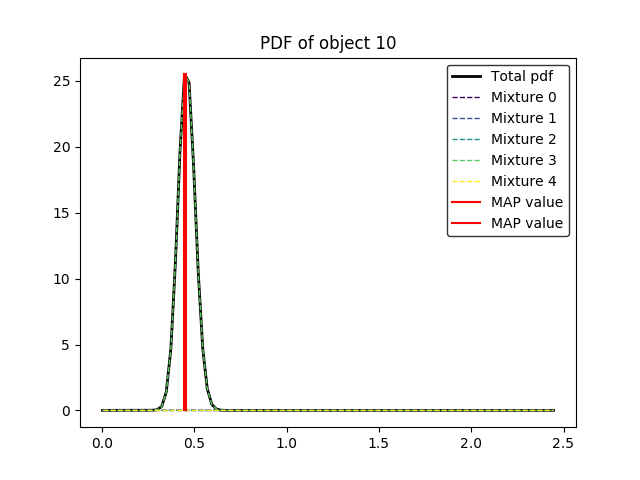 PDF of object 10
Total pdf
Mixture 0
Mixture 1
Mixture 2
Mixture 3
Mixture 4
MAP value
MAP value
25
20
15
10
5
0
0.0 0.5 1.0 1.5 2.0 2.5